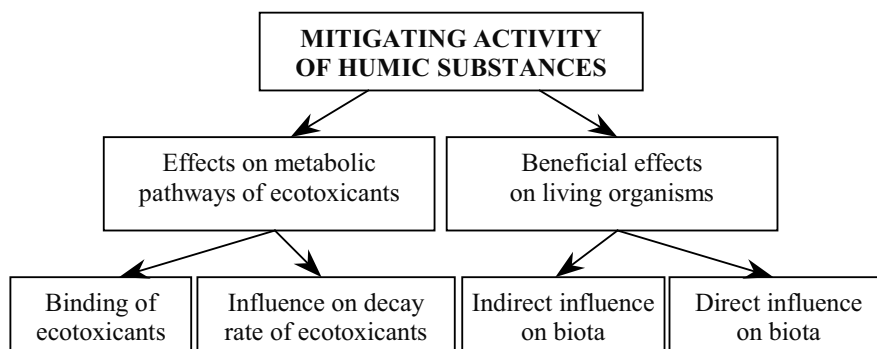 MITIGATING ACTIVITY
OF HUMIC SUBSTANCES
Effects on metabolic
pathways of ecotoxicants
Beneficial effects
on living organisms
Binding of
ecotoxicants
Influence on decay
rate of ecotoxicants
Indirect influence
on biota
Direct influence
on biota